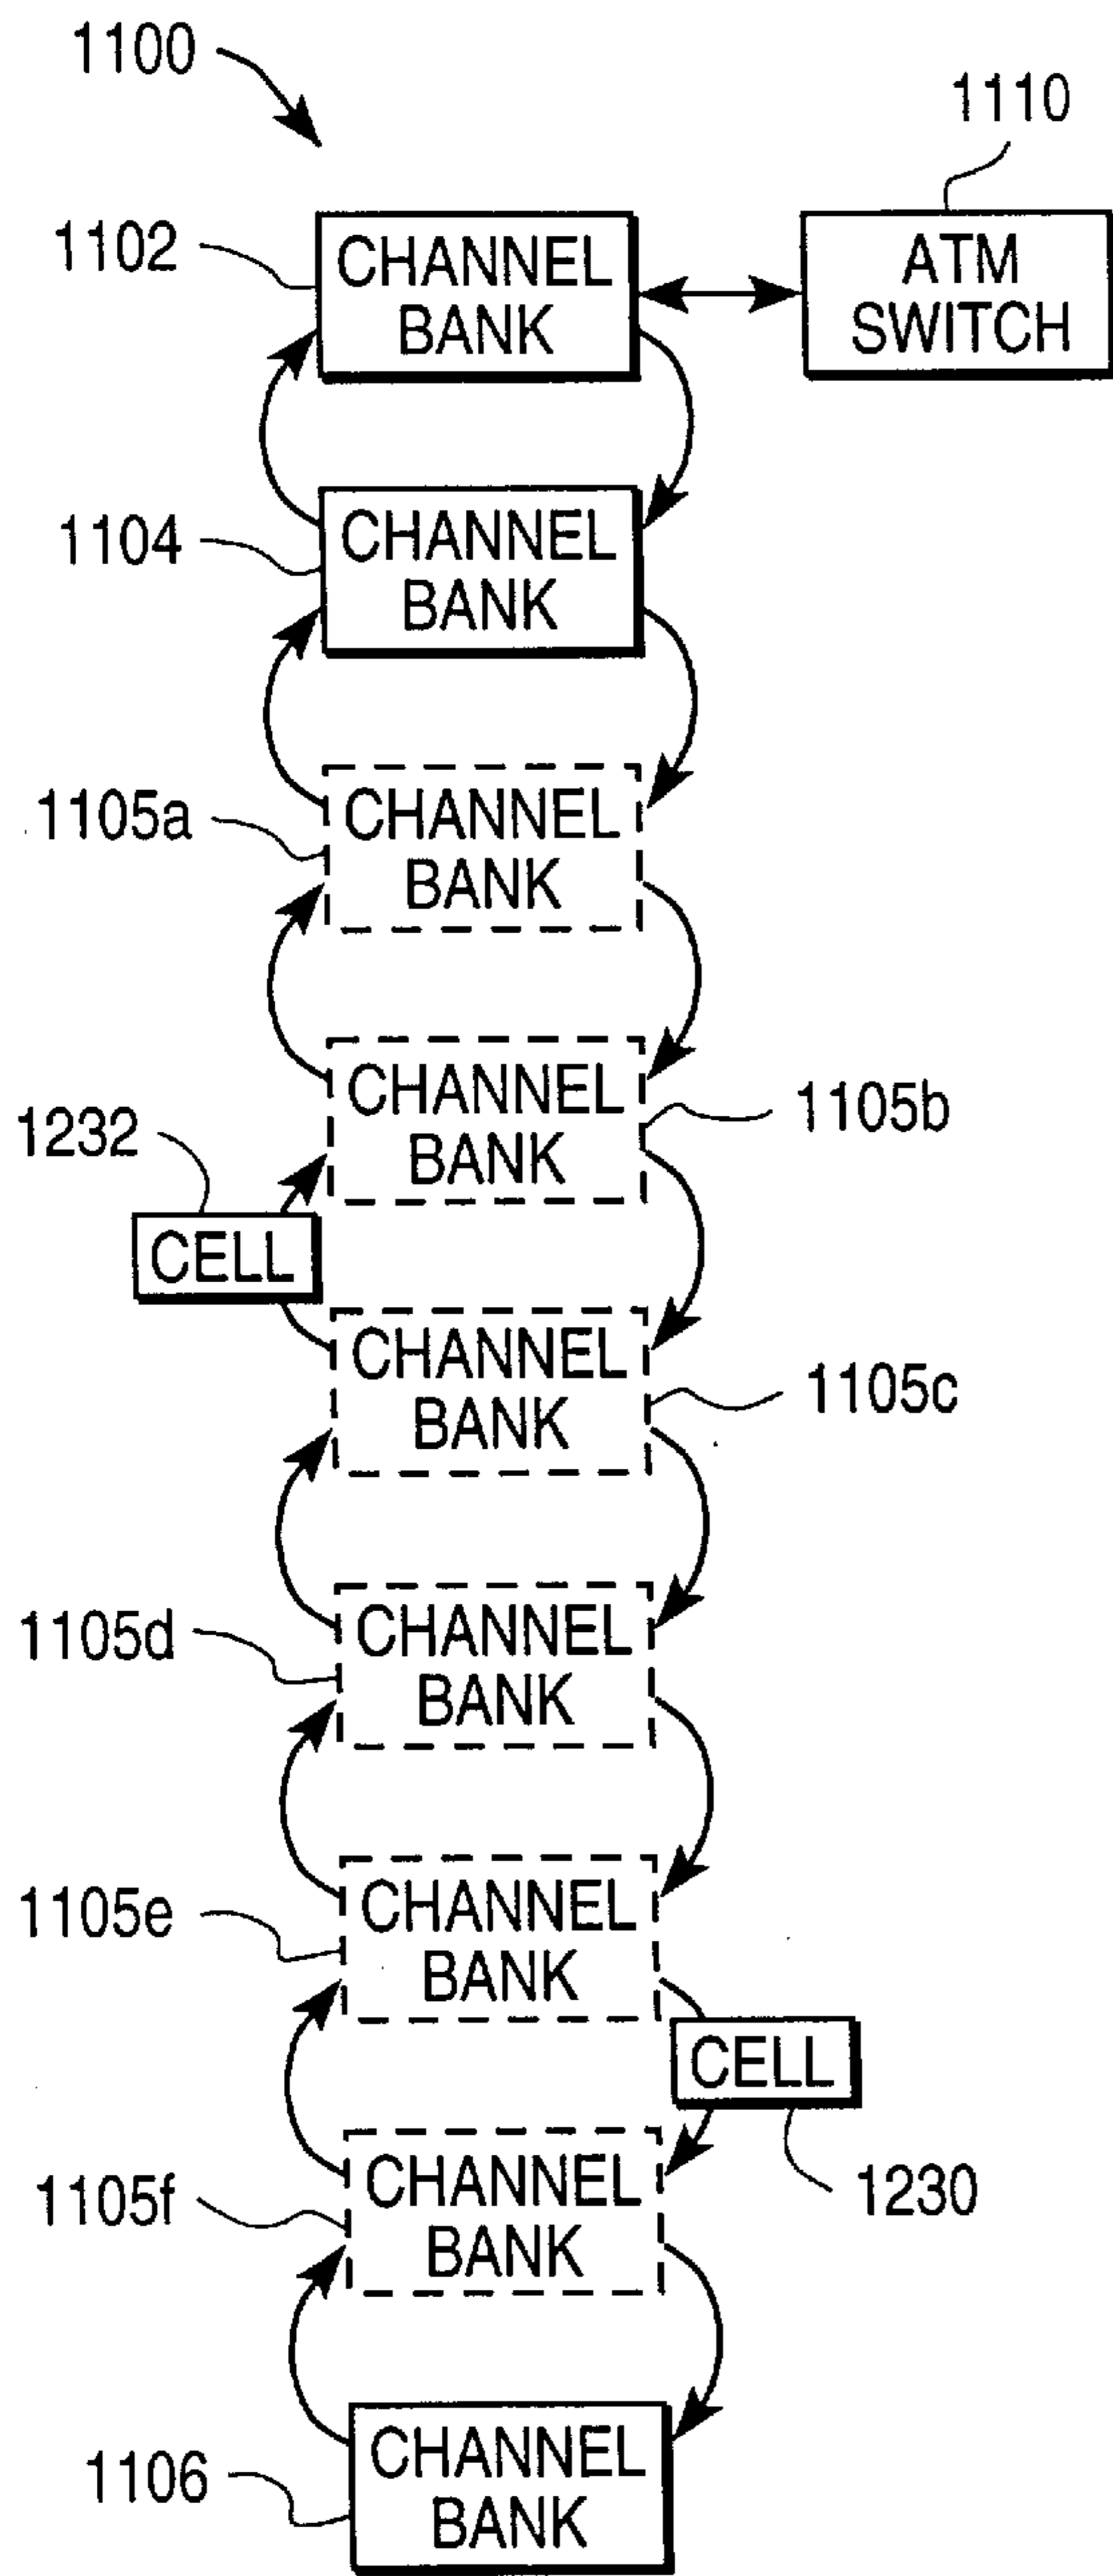 1100
1110
1102
CHANNEL
BANK
ATM
SWITCH
1104
CHANNEL
BANK
1105a
CHANNEL
BANK
CHANNEL
BANK
1105b
1232
CELL
CHANNEL
BANK
1105c
1105d
CHANNEL
BANK
1105e
CHANNEL
BANK
CELL
1230
1105f
CHANNEL
BANK
1106
CHANNEL
BANK